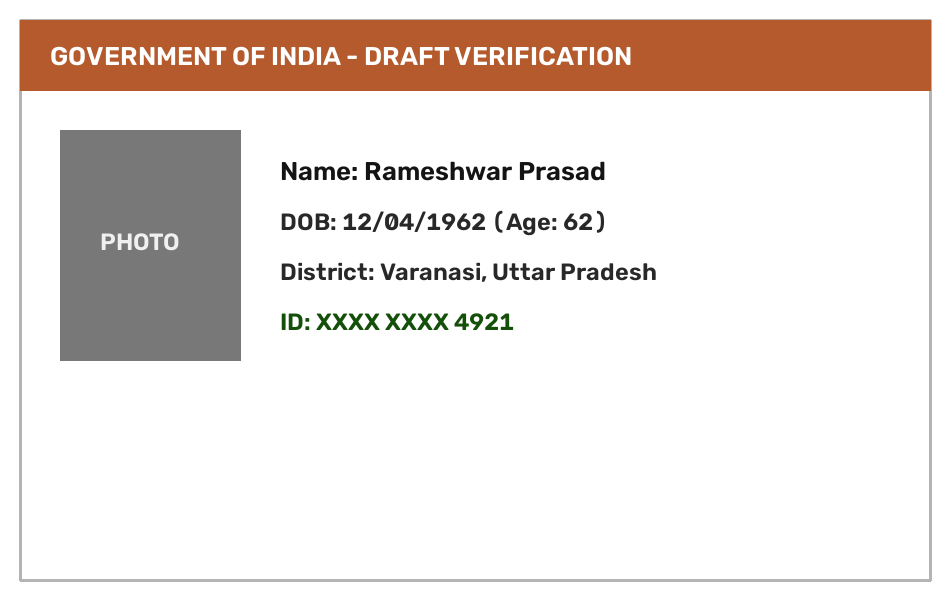 GOVERNMENT OF INDIA - DRAFT VERIFICATION
PHOTO
Name: Rameshwar Prasad
DOB: 12/04/1962 (Age: 62)
District: Varanasi, Uttar Pradesh
ID: XXXX XXXX 4921